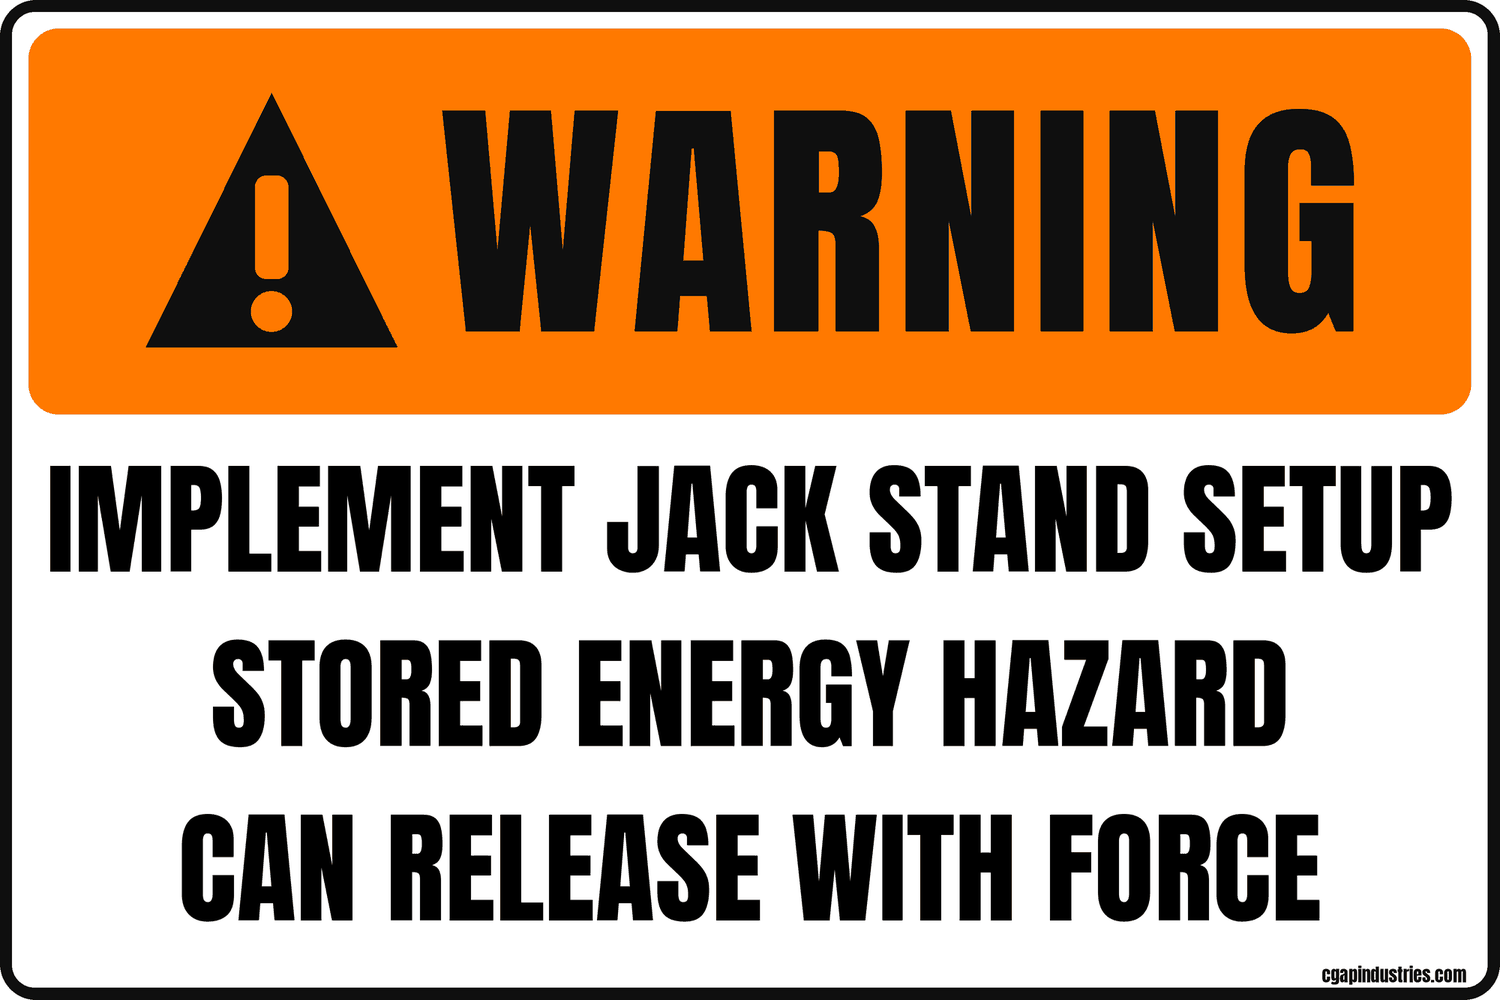 WARNING
IMPLEMENT JACK STAND SETUP
STORED ENERGY HAZARD
CAN RELEASE WITH FORCE
cgapindustries.com